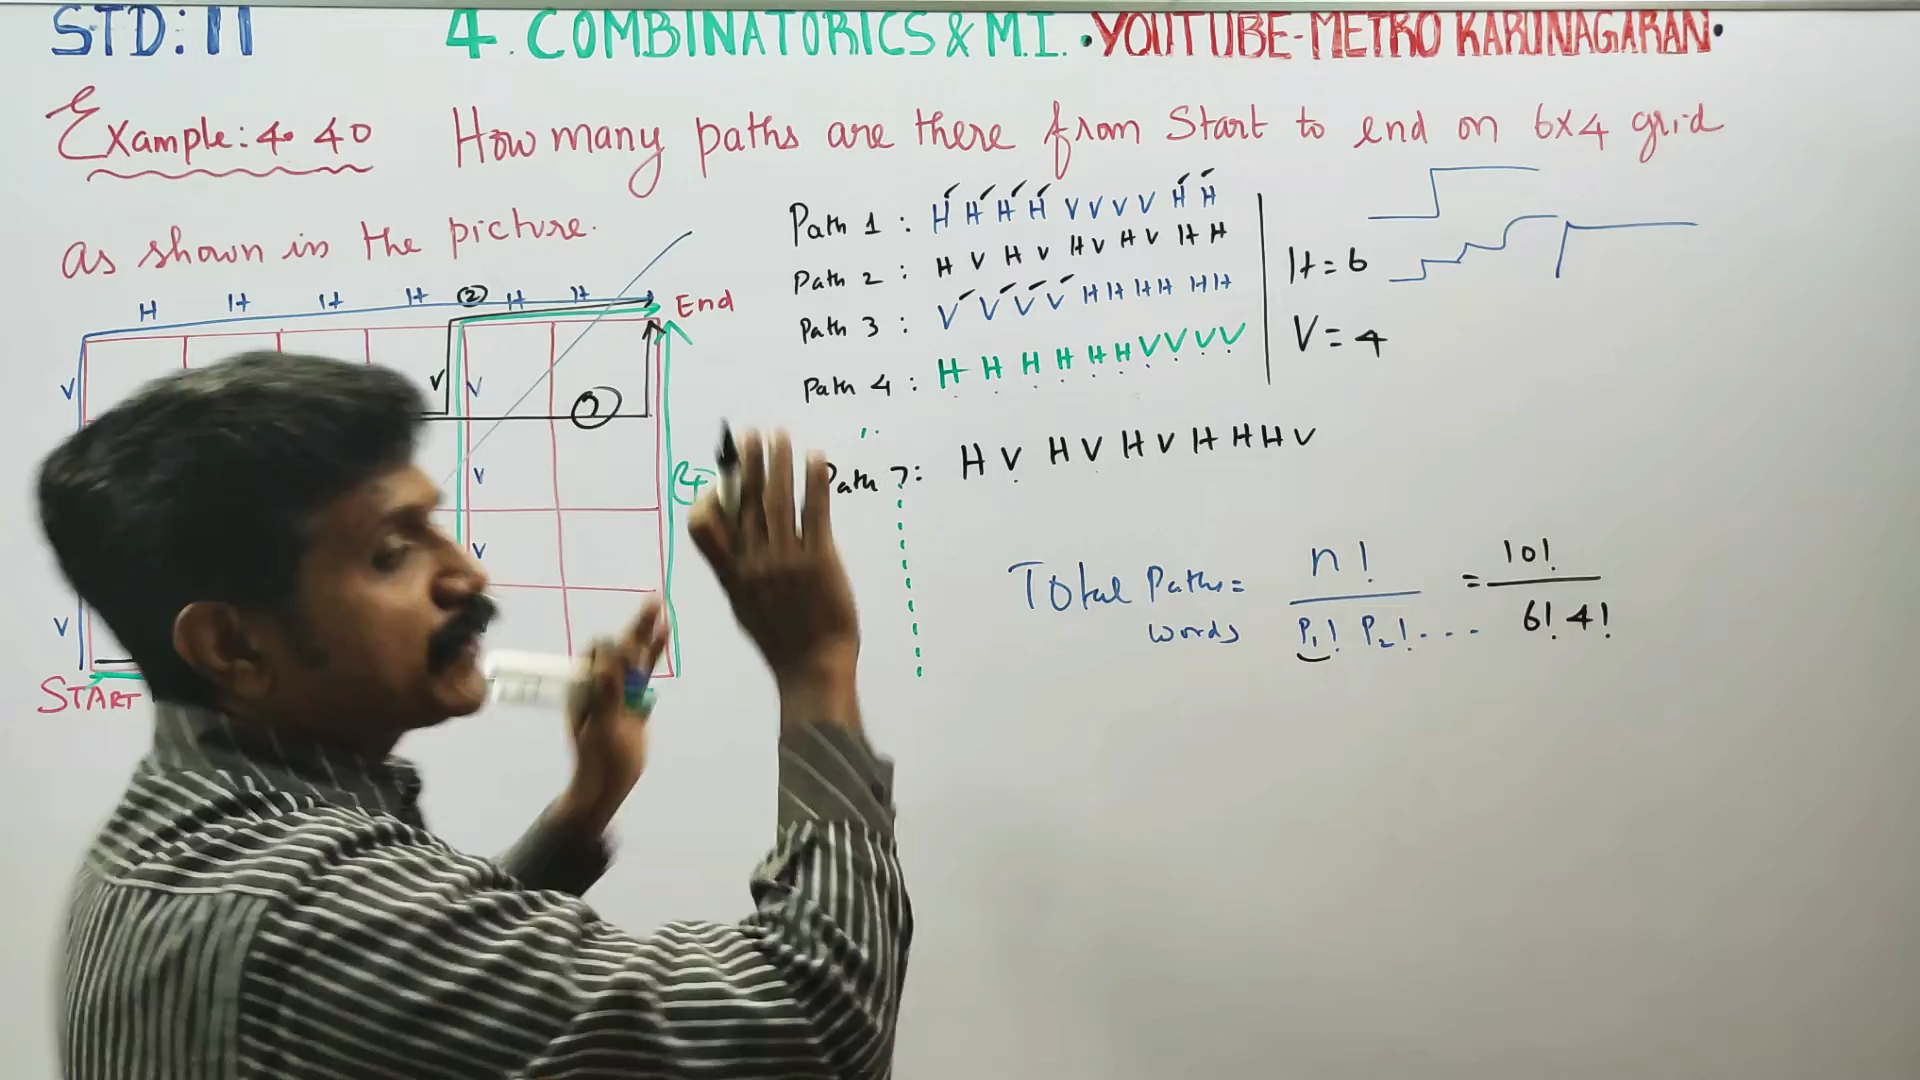 STD: 11 4. COMBINATORICS & M.I. • YOUTUBE-METRO KARUNAGARAN •
Example: 4.40 How many paths are there from Start to end on 6x4 grid
as shown in the picture.
Path 1 : H H H H V V V V H H
Path 2 : H V H V H V H V H H
Path 3 : V V V V H H H H H H
Path 4 : H H H H H H V V V V
Path 7: H V H V H V H H H V
H = 6
V = 4
H H H H 2 H H End
V V V 7
V 4
V V
START
Total Paths = n! / P1! P2! ... = 10! / 6! 4!
words